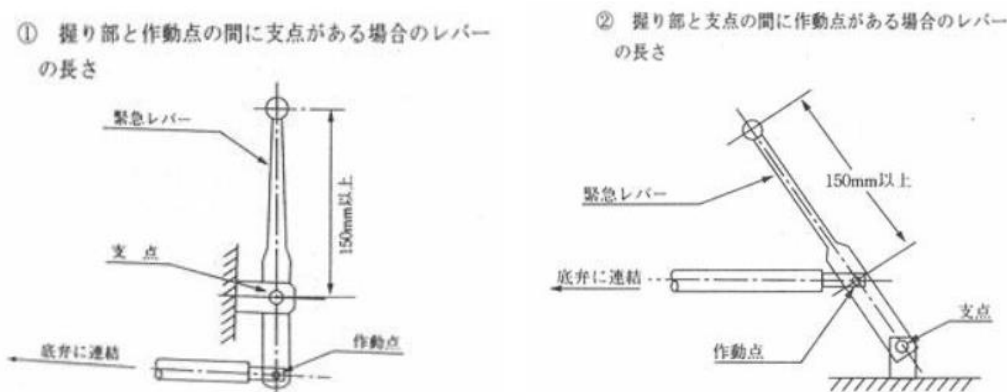 ① 握り部と作動点の間に支点がある場合のレバー
の長さ
緊急レバー
150mm以上
支 点
作動点
底弁に連結
② 握り部と支点の間に作動点がある場合のレバー
の長さ
150mm以上
緊急レバー
底弁に連結
支点
作動点